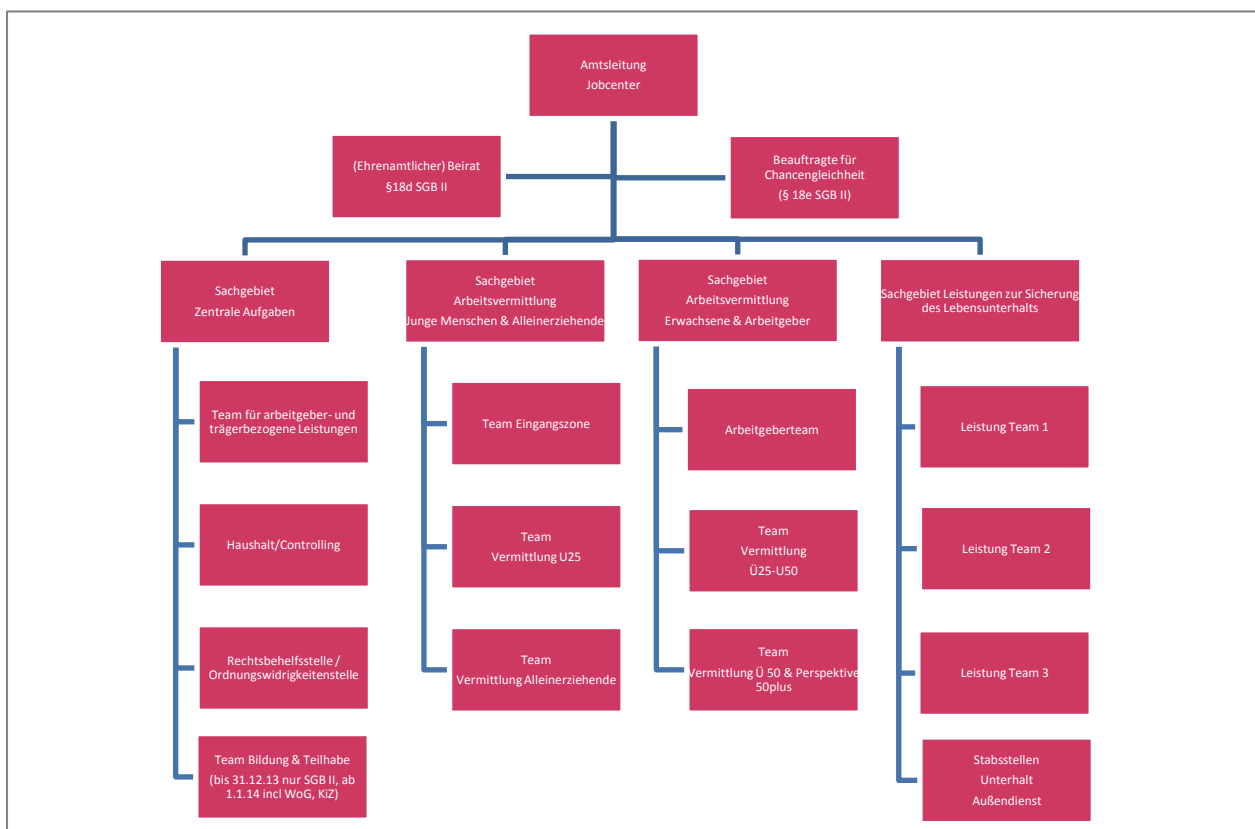 Amtsleitung
Jobcenter
(Ehrenamtlicher) Beirat
§18d SGB II
Beauftragte für
Chancengleichheit
(§ 18e SGB II)
Sachgebiet
Zentrale Aufgaben
Team für arbeitgeber- und
trägerbezogene Leistungen
Haushalt/Controlling
Rechtsbehelfsstelle /
Ordnungswidrigkeitenstelle
Team Bildung & Teilhabe
(bis 31.12.13 nur SGB II, ab
1.1.14 incl WoG, KiZ)
Sachgebiet
Arbeitsvermittlung
Junge Menschen & Alleinerziehende
Team Eingangszone
Team
Vermittlung U25
Team
Vermittlung Alleinerziehende
Sachgebiet
Arbeitsvermittlung
Erwachsene & Arbeitgeber
Arbeitgeberteam
Team
Vermittlung
Ü25-U50
Team
Vermittlung Ü 50 & Perspektive
50plus
Sachgebiet Leistungen zur Sicherung
des Lebensunterhalts
Leistung Team 1
Leistung Team 2
Leistung Team 3
Stabsstellen
Unterhalt
Außendienst